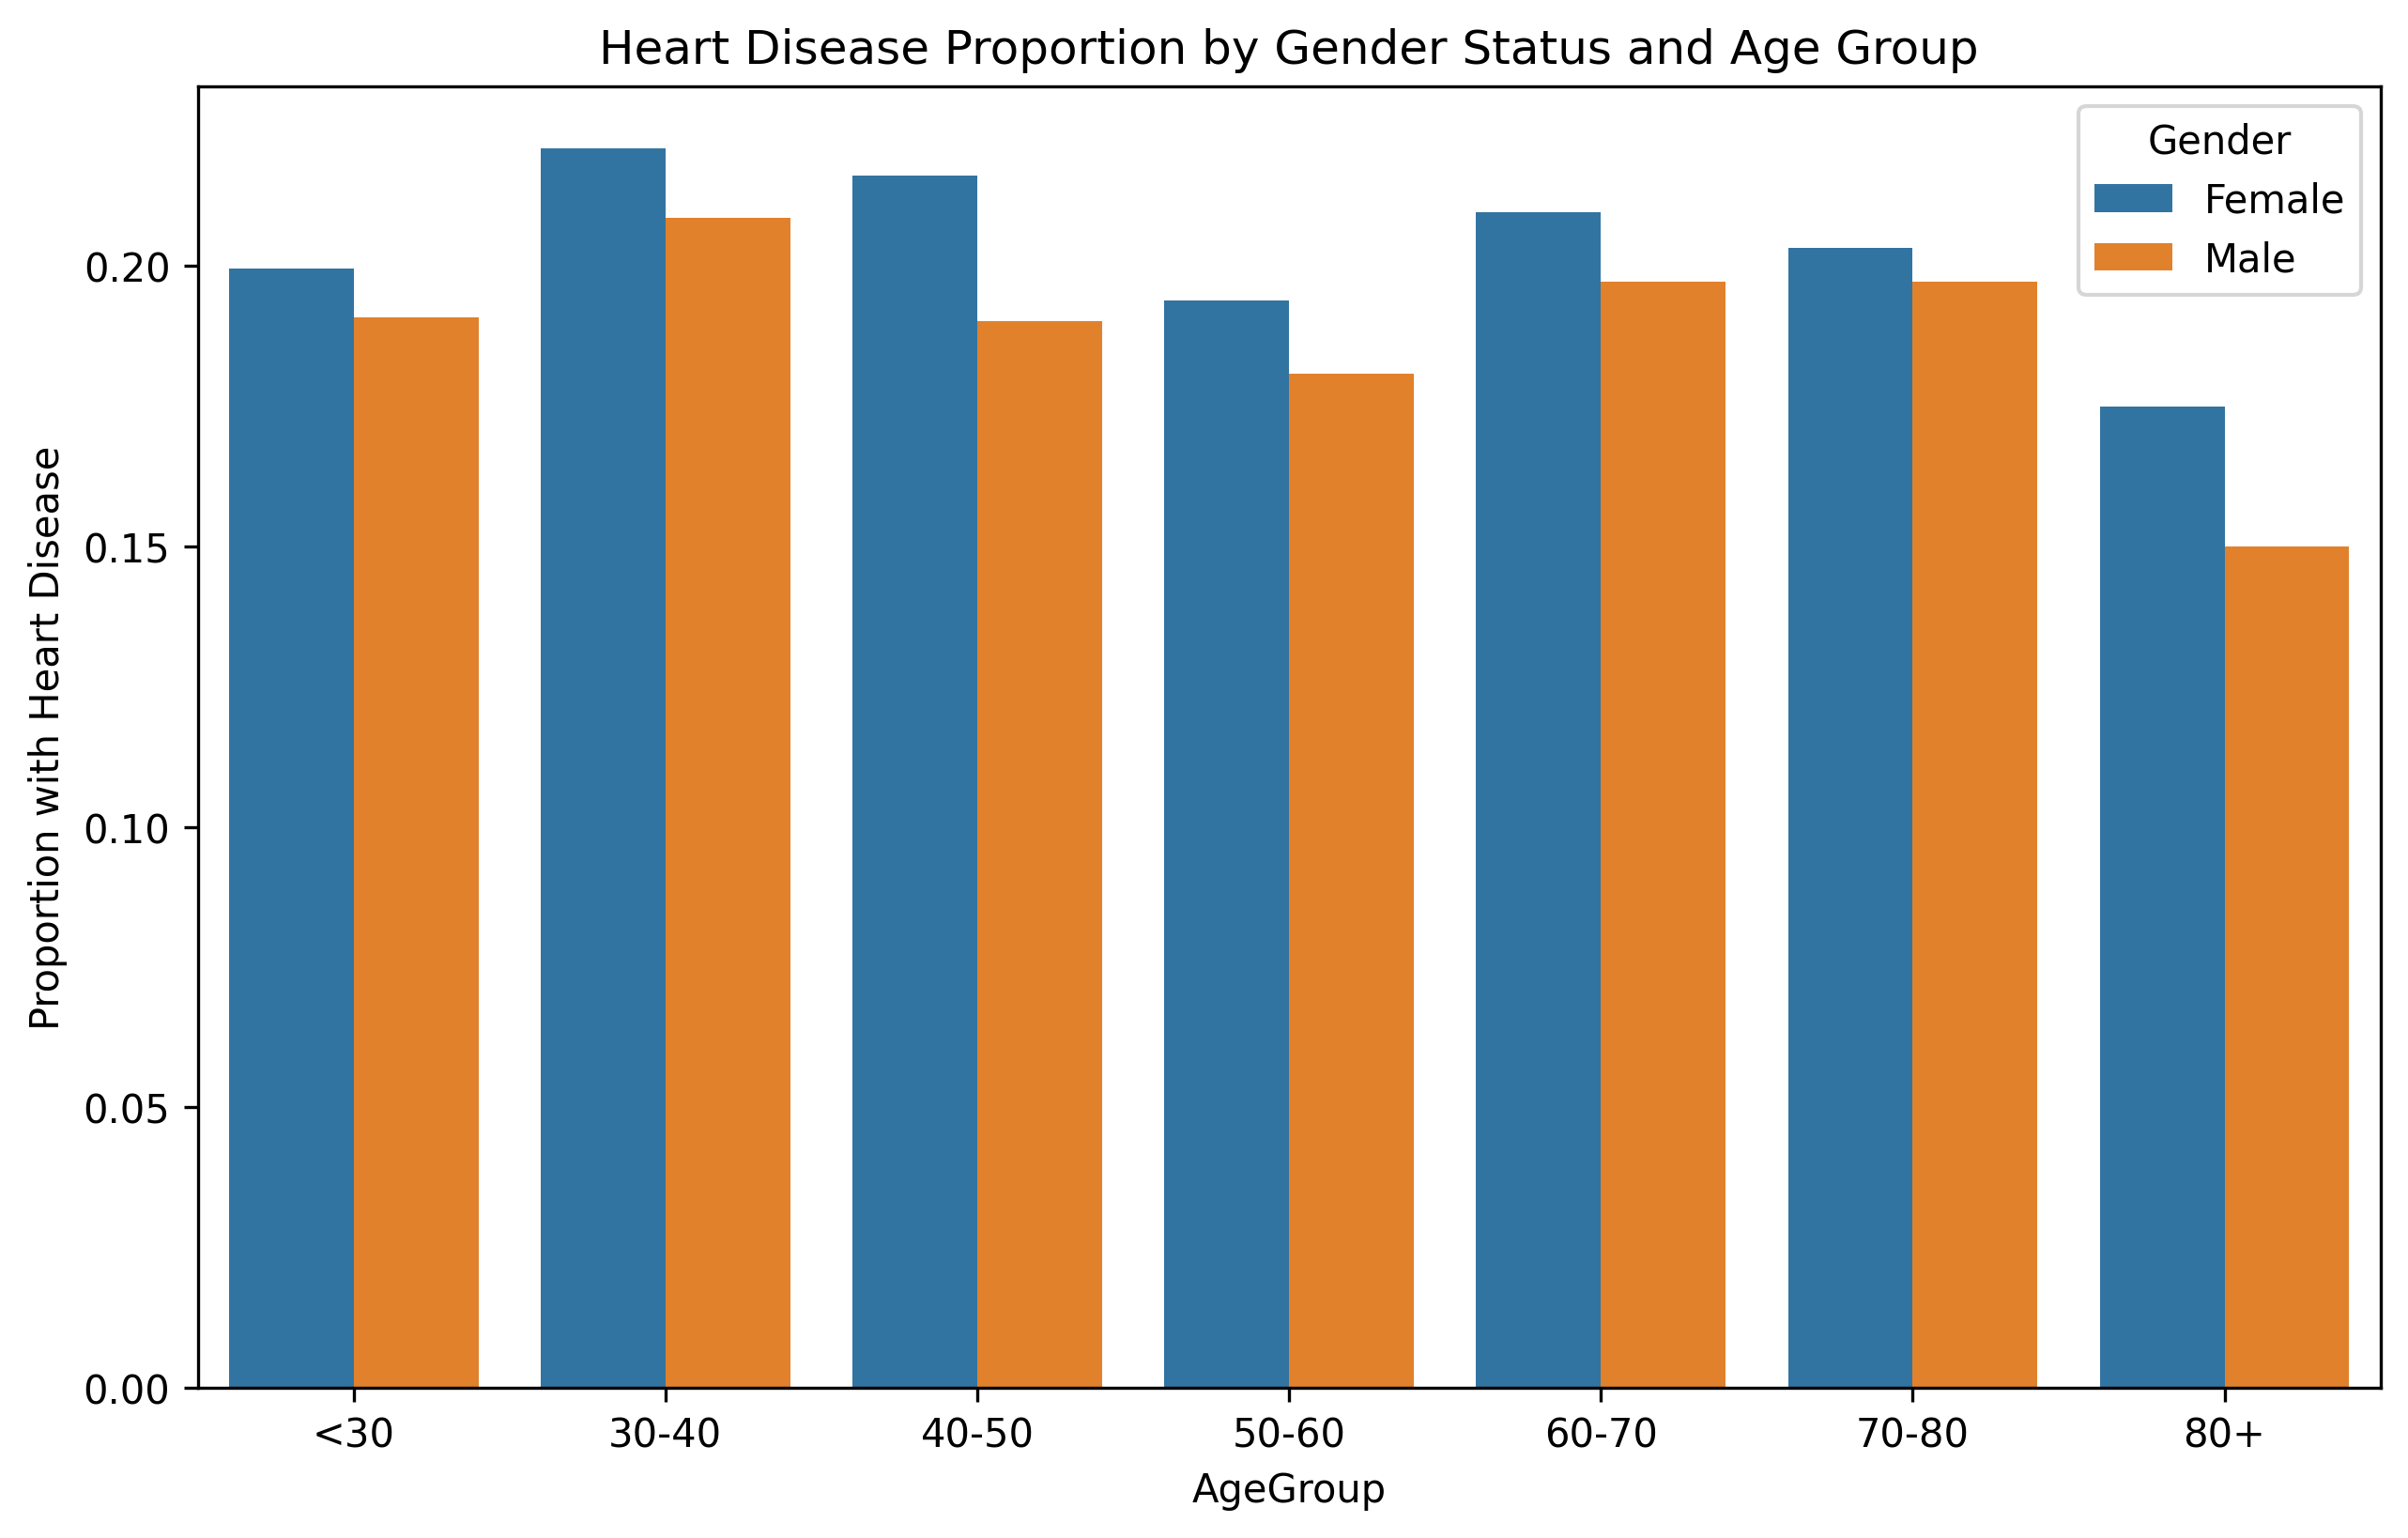 Heart Disease Proportion by Gender Status and Age Group
Gender
Female
Male
Proportion with Heart Disease
0.20
0.15
0.10
0.05
0.00
<30 30-40 40-50 50-60 60-70 70-80 80+
AgeGroup